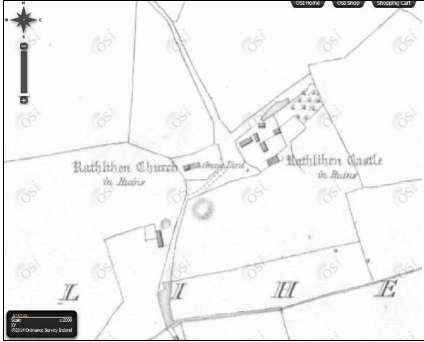 OSI Home OSI Shop Shopping Cart
Rathlihen Church
in Ruins
Grave Yard
Rathlihen Castle
in Ruins
L I H E
Scale
©2014 Ordnance Survey Ireland